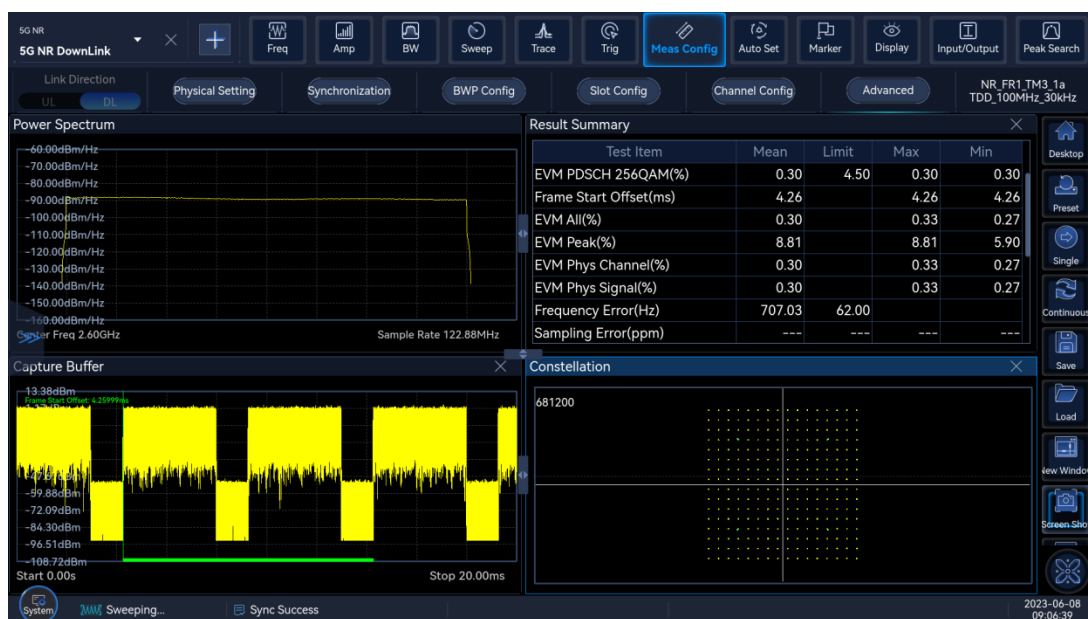 5G NR
5G NR DownLink
Freq
Amp
BW
Sweep
Trace
Trig
Meas Config
Auto Set
Marker
Display
Input/Output
Peak Search
Link Direction
UL DL
Physical Setting
Synchronization
BWP Config
Slot Config
Channel Config
Advanced
NR_FR1_TM3_1a
TDD_100MHz_30kHz
Power Spectrum
-60.00dBm/Hz
-70.00dBm/Hz
-80.00dBm/Hz
-90.00dBm/Hz
-100.00dBm/Hz
-110.00dBm/Hz
-120.00dBm/Hz
-130.00dBm/Hz
-140.00dBm/Hz
-150.00dBm/Hz
-160.00dBm/Hz
Center Freq 2.60GHz Sample Rate 122.88MHz
Result Summary
Test Item Mean Limit Max Min
EVM PDSCH 256QAM(%) 0.30 4.50 0.30 0.30
Frame Start Offset(ms) 4.26 4.26 4.26
EVM All(%) 0.30 0.33 0.27
EVM Peak(%) 8.81 8.81 5.90
EVM Phys Channel(%) 0.30 0.33 0.27
EVM Phys Signal(%) 0.30 0.33 0.27
Frequency Error(Hz) 707.03 62.00
Sampling Error(ppm) --- --- --- ---
Capture Buffer
13.38dBm
Frame Start Offset: 4.25999ms
-59.88dBm
-72.09dBm
-84.30dBm
-96.51dBm
-108.72dBm
Start 0.00s Stop 20.00ms
Constellation
681200
Desktop
Preset
Single
Continuous
Save
Load
New Window
Screen Sho
System
Sweeping...
Sync Success
2023-06-08
09:06:39